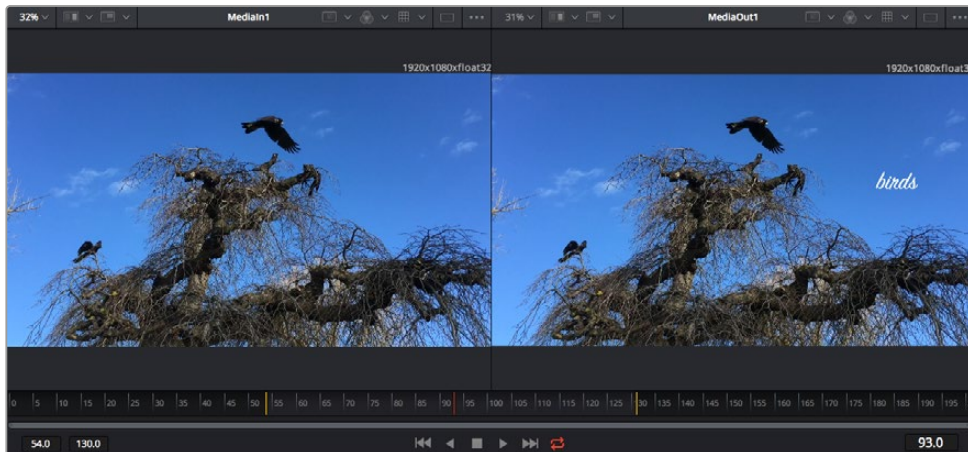 32% MediaIn1 31% MediaOut1
1920x1080xfloat32 1920x1080xfloat3
birds
0 5 10 15 20 25 30 35 40 45 50 55 60 65 70 75 80 85 90 95 100 105 110 115 120 125 130 135 140 145 150 155 160 165 170 175 180 185 190 195
54.0 130.0 93.0